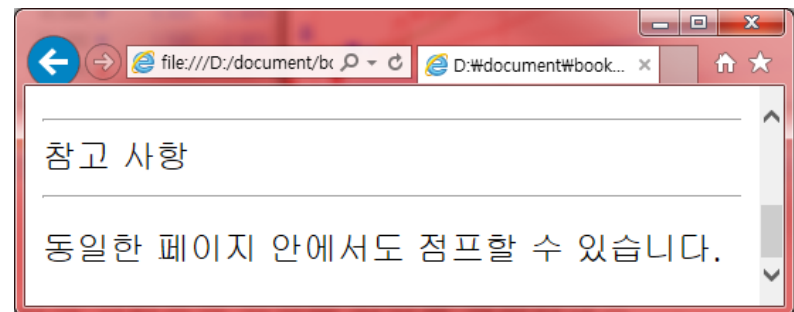 file:///D:/document/bc
D:₩document₩book...
참고 사항
동일한 페이지 안에서도 점프할 수 있습니다.